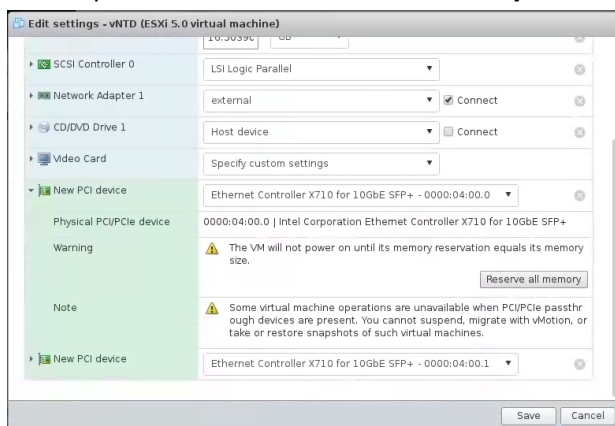 Edit settings - vNTD (ESXi 5.0 virtual machine)
SCSI Controller 0
LSI Logic Parallel
Network Adapter 1
external
Connect
CD/DVD Drive 1
Host device
Connect
Video Card
Specify custom settings
New PCI device
Ethernet Controller X710 for 10GbE SFP+ - 0000:04:00.0
Physical PCI/PCIe device
0000:04:00.0 | Intel Corporation Ethernet Controller X710 for 10GbE SFP+
Warning
The VM will not power on until its memory reservation equals its memory
size.
Reserve all memory
Note
Some virtual machine operations are unavailable when PCI/PCIe passthr
ough devices are present. You cannot suspend, migrate with vMotion, or
take or restore snapshots of such virtual machines.
New PCI device
Ethernet Controller X710 for 10GbE SFP+ - 0000:04:00.1
Save
Cancel